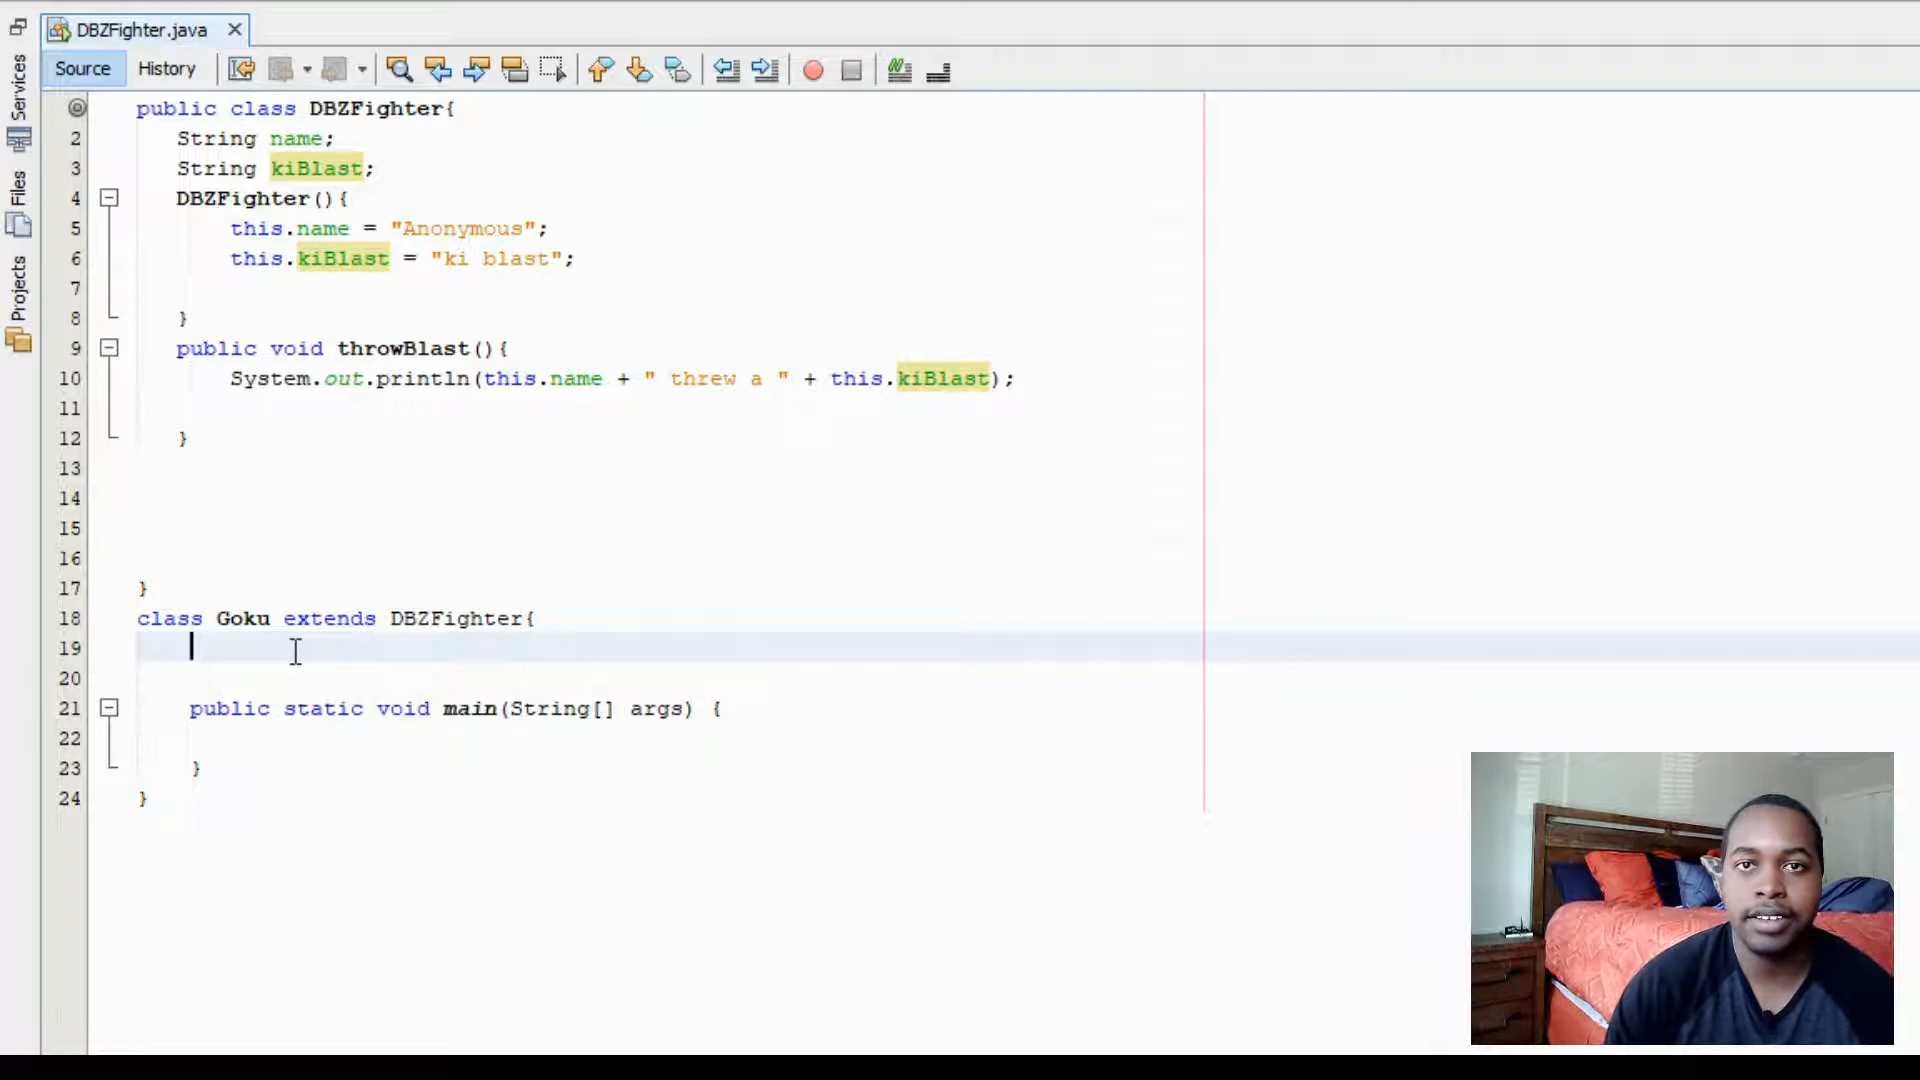 DBZFighter.java
Source History
Services
Files
Projects
public class DBZFighter{
2 String name;
3 String kiBlast;
4 DBZFighter(){
5 this.name = "Anonymous";
6 this.kiBlast = "ki blast";
7
8 }
9 public void throwBlast(){
10 System.out.println(this.name + " threw a " + this.kiBlast);
11
12 }
13
14
15
16
17 }
18 class Goku extends DBZFighter{
19
20
21 public static void main(String[] args) {
22
23 }
24 }